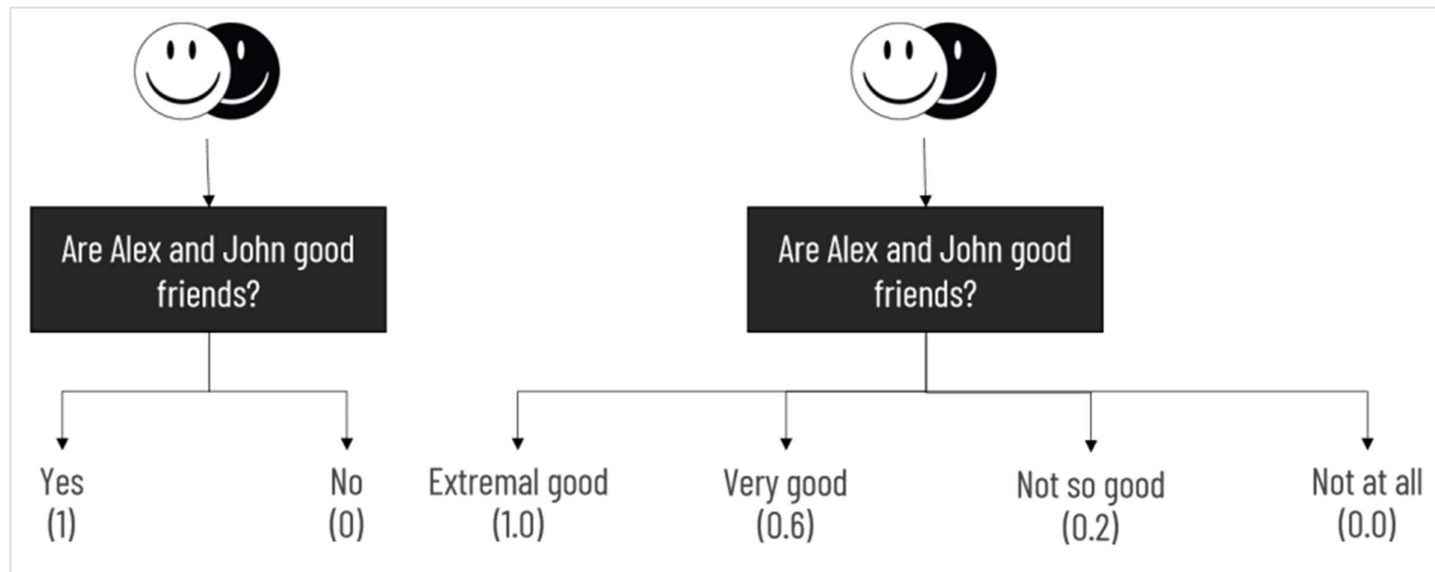 Are Alex and John good
friends?
Yes
(1)
No
(0)
Are Alex and John good
friends?
Extremal good
(1.0)
Very good
(0.6)
Not so good
(0.2)
Not at all
(0.0)